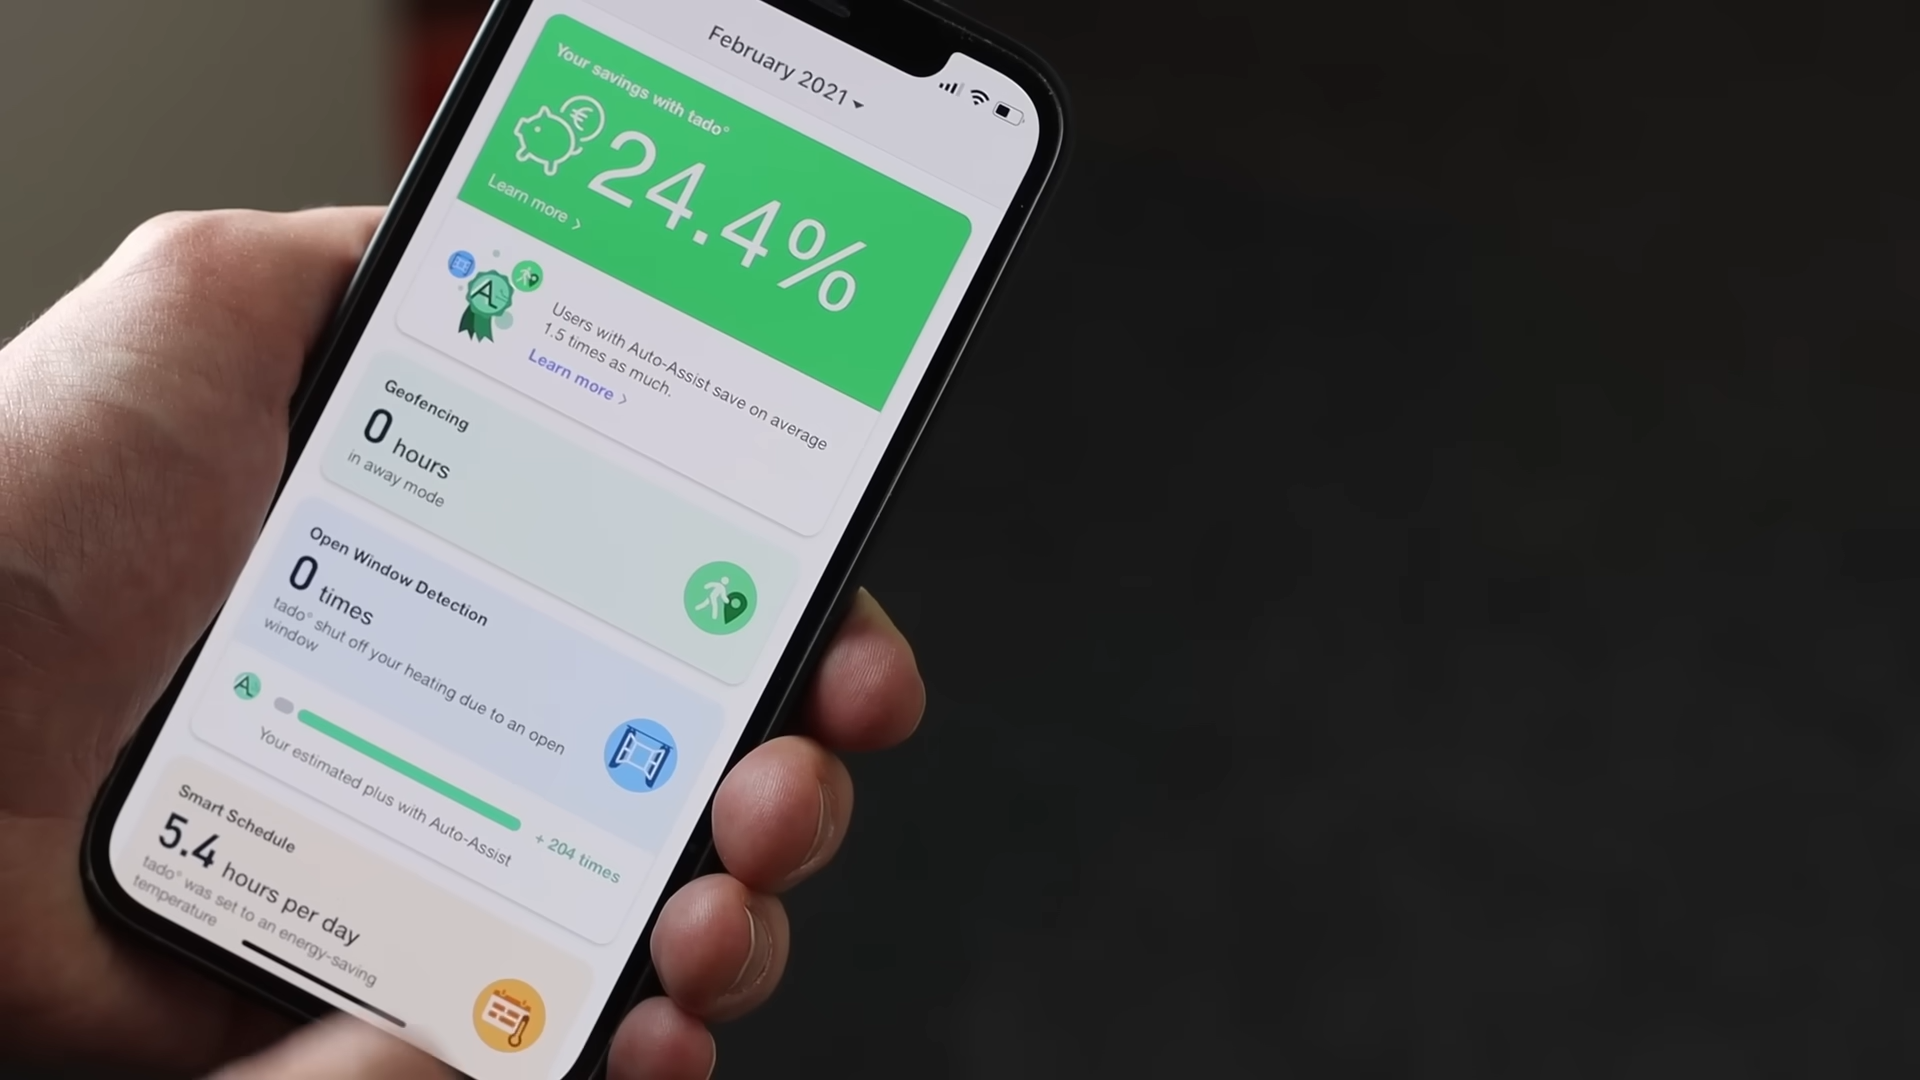 February 2021
Your savings with tado°
24.4%
Learn more >
Users with Auto-Assist save on average
1.5 times as much.
Learn more >
Geofencing
0 hours
in away mode
Open Window Detection
0 times
tado° shut off your heating due to an open
window
+ 204 times
Your estimated plus with Auto-Assist
Smart Schedule
5.4 hours per day
tado° was set to an energy-saving
temperature